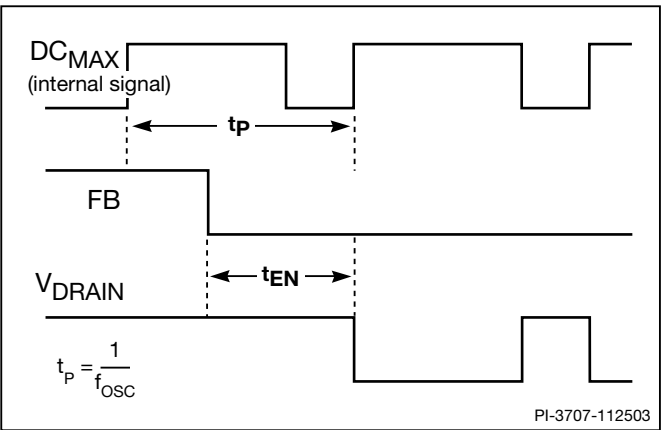 DCMAX
(internal signal)
tP
FB
tEN
VDRAIN
tP = 1/fOSC
PI-3707-112503